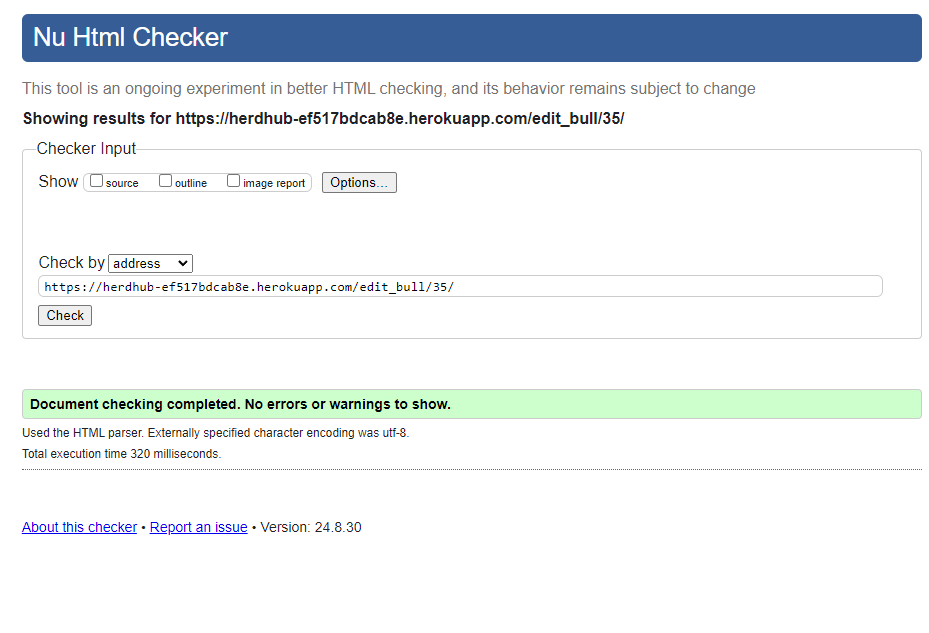 Nu Html Checker
This tool is an ongoing experiment in better HTML checking, and its behavior remains subject to change
Showing results for https://herdhub-ef517bdcab8e.herokuapp.com/edit_bull/35/
Checker Input
Show source outline image report Options...
Check by address
https://herdhub-ef517bdcab8e.herokuapp.com/edit_bull/35/
Check
Document checking completed. No errors or warnings to show.
Used the HTML parser. Externally specified character encoding was utf-8.
Total execution time 320 milliseconds.
About this checker • Report an issue • Version: 24.8.30